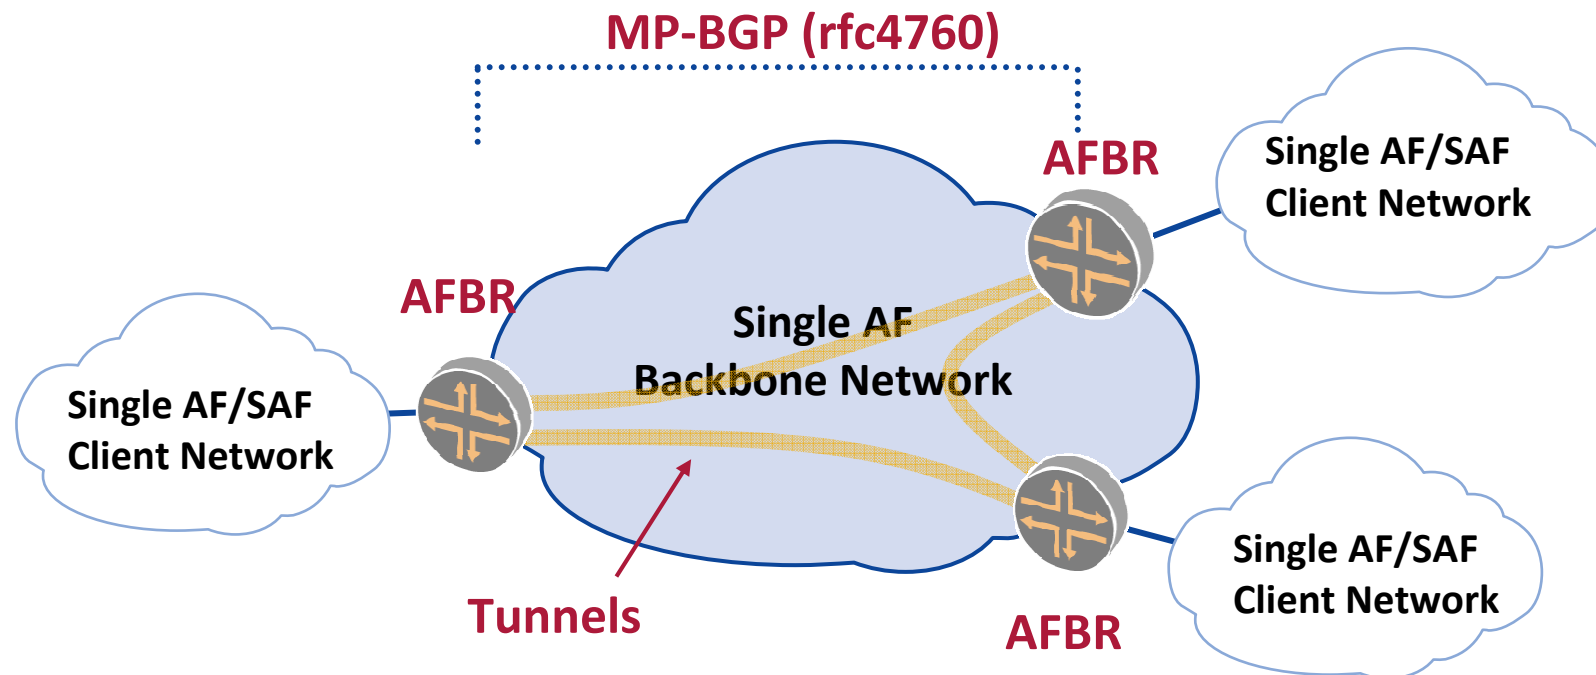 MP-BGP (rfc4760)
AFBR
Single AF/SAF
Client Network
AFBR
Single AF
Backbone Network
Single AF/SAF
Client Network
Tunnels
AFBR
Single AF/SAF
Client Network